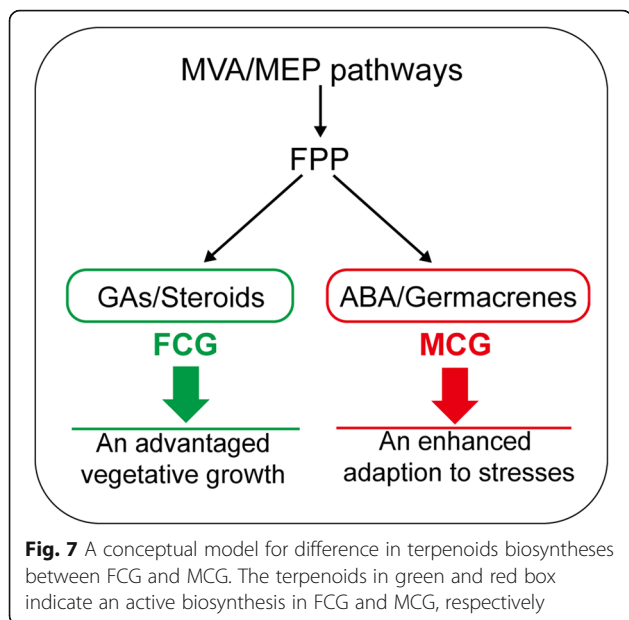 MVA/MEP pathways
FPP
GAs/Steroids
ABA/Germacrenes
FCG
MCG
An advantaged
vegetative growth
An enhanced
adaption to stresses
Fig. 7 A conceptual model for difference in terpenoids biosyntheses
between FCG and MCG. The terpenoids in green and red box
indicate an active biosynthesis in FCG and MCG, respectively